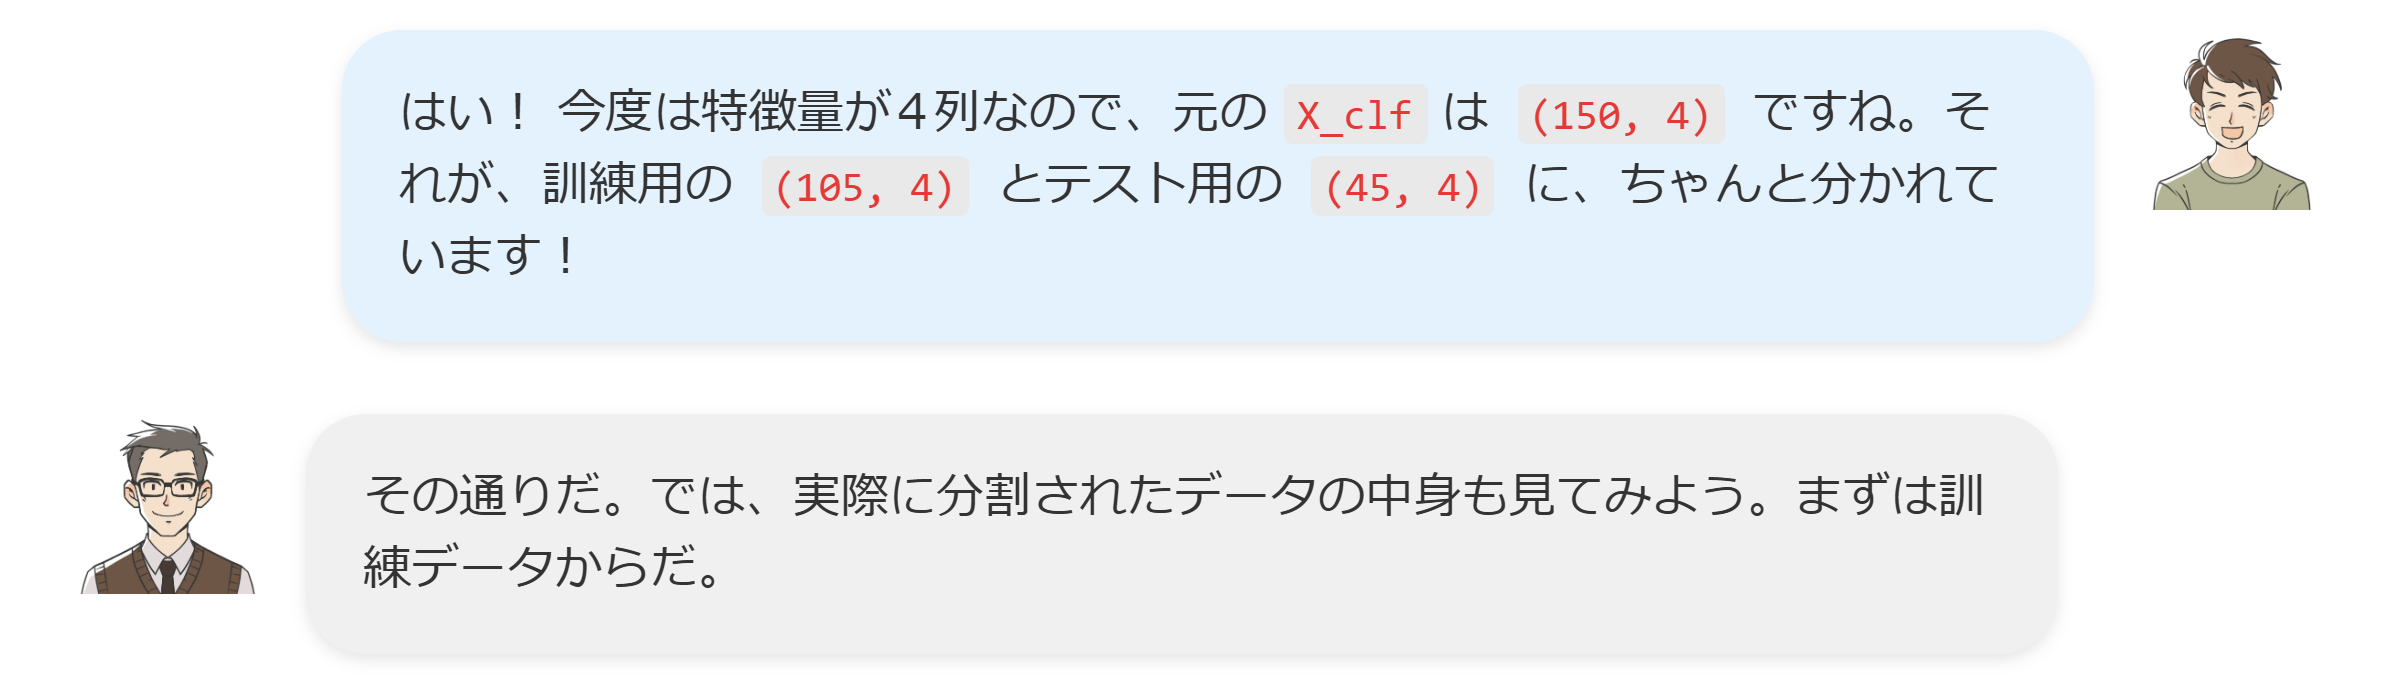 はい！ 今度は特徴量が４列なので、元の X_clf は (150, 4) ですね。そ
れが、訓練用の (105, 4) とテスト用の (45, 4) に、ちゃんと分かれて
います！
その通りだ。では、実際に分割されたデータの中身も見てみよう。まずは訓
練データからだ。